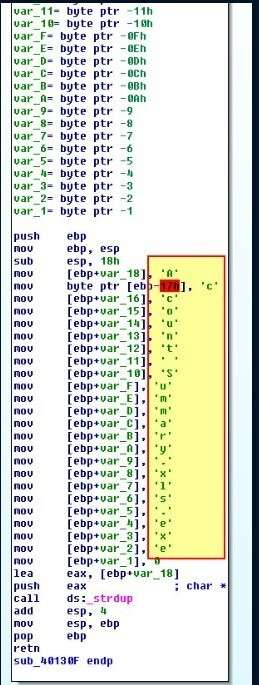 var_11= byte ptr -11h
var_10= byte ptr -10h
var_F= byte ptr -0Fh
var_E= byte ptr -0Eh
var_D= byte ptr -0Dh
var_C= byte ptr -0Ch
var_B= byte ptr -0Bh
var_A= byte ptr -0Ah
var_9= byte ptr -9
var_8= byte ptr -8
var_7= byte ptr -7
var_6= byte ptr -6
var_5= byte ptr -5
var_4= byte ptr -4
var_3= byte ptr -3
var_2= byte ptr -2
var_1= byte ptr -1
push ebp
mov ebp, esp
sub esp, 18h
mov [ebp+var_18], 'A'
mov byte ptr [ebp-17h], 'c'
mov [ebp+var_16], 'c'
mov [ebp+var_15], 'o'
mov [ebp+var_14], 'u'
mov [ebp+var_13], 'n'
mov [ebp+var_12], 't'
mov [ebp+var_11], ' '
mov [ebp+var_10], 'S'
mov [ebp+var_F], 'u'
mov [ebp+var_E], 'm'
mov [ebp+var_D], 'm'
mov [ebp+var_C], 'a'
mov [ebp+var_B], 'r'
mov [ebp+var_A], 'y'
mov [ebp+var_9], '.'
mov [ebp+var_8], 'x'
mov [ebp+var_7], 'l'
mov [ebp+var_6], 's'
mov [ebp+var_5], '.'
mov [ebp+var_4], 'e'
mov [ebp+var_3], 'x'
mov [ebp+var_2], 'e'
mov [ebp+var_1], 0
lea eax, [ebp+var_18]
push eax ; char *
call ds:_strdup
add esp, 4
mov esp, ebp
pop ebp
retn
sub_40130F endp